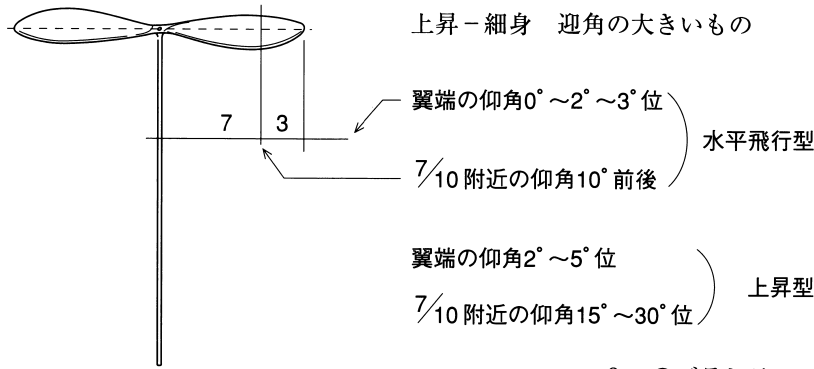 上昇－細身 迎角の大きいもの
翼端の仰角0°～2°～3°位
7 3
水平飛行型
7/10附近の仰角10°前後
翼端の仰角2°～5°位
上昇型
7/10附近の仰角15°～30°位